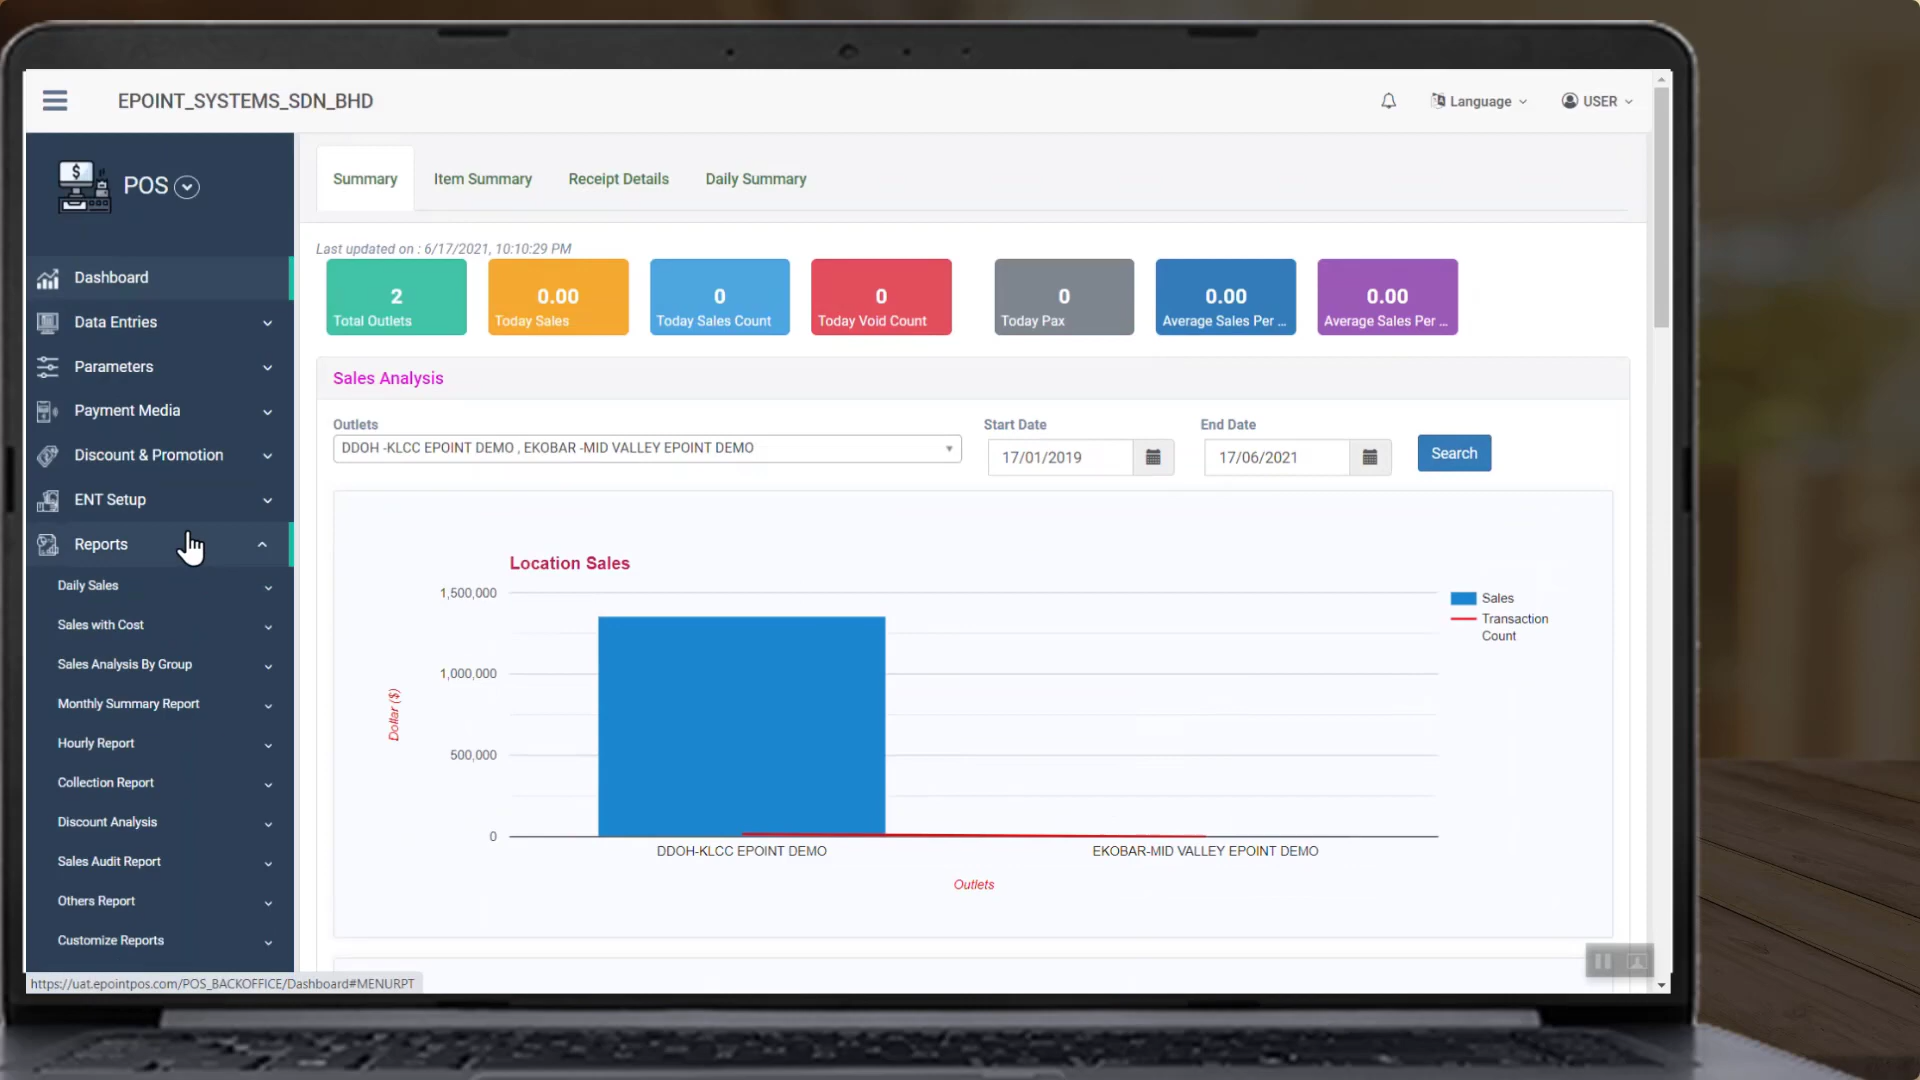 EPOINT_SYSTEMS_SDN_BHD
Language
USER
$
POS
Dashboard
Data Entries
Parameters
Payment Media
Discount & Promotion
ENT Setup
Reports
Daily Sales
Sales with Cost
Sales Analysis By Group
Monthly Summary Report
Hourly Report
Collection Report
Discount Analysis
Sales Audit Report
Others Report
Customize Reports
Summary
Item Summary
Receipt Details
Daily Summary
Last updated on : 6/17/2021, 10:10:29 PM
2
Total Outlets
0.00
Today Sales
0
Today Sales Count
0
Today Void Count
0
Today Pax
0.00
Average Sales Per ...
0.00
Average Sales Per ...
Sales Analysis
Outlets
DDOH -KLCC EPOINT DEMO , EKOBAR -MID VALLEY EPOINT DEMO
Start Date
17/01/2019
End Date
17/06/2021
Search
Location Sales
1,500,000
1,000,000
500,000
0
Dollar ($)
DDOH-KLCC EPOINT DEMO
EKOBAR-MID VALLEY EPOINT DEMO
Outlets
Sales
Transaction
Count
https://uat.epointpos.com/POS_BACKOFFICE/Dashboard#MENURPT